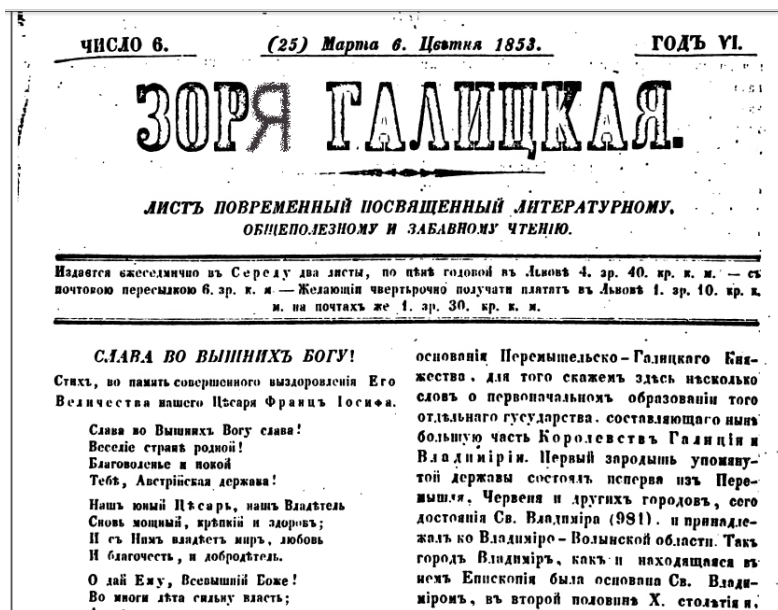 ЧИСЛО 6.
(25) Марта 6. Цвѣтня 1853.
ГОДЪ VI.
ЗОРЯ ГАЛИЦКАЯ.
ЛИСТЪ ПОВРЕМЕННЫЙ ПОСВЯЩЕННЫЙ ЛИТЕРАТУРНОМУ,
ОБЩЕПОЛЕЗНОМУ И ЗАБАВНОМУ ЧТЕНІЮ.
Издается ежеседмично въ Середу два листы, по цѣнѣ годовой въ Львовѣ 4. зр. 40. кр. к. м. — съ
почтовою пересылкою 6. зр. к. м — Желающіи чвертьрочно получати платятъ въ Львовѣ 1. зр. 10. кр. к.
м. на почтахъ же 1. зр. 30. кр. к. м.
СЛАВА ВО ВЫШНИХЪ БОГУ!
Стихъ, во память совершенного выздоровленія Его
Величества нашего Цѣсаря Францъ Іосифа.
Слава во Вышнихъ Богу слава!
Веселіе странѣ родной!
Благоволенье и покой
Тебѣ, Австрійская держава!
Нашъ юный Цѣсарь, нашъ Владѣтель
Сновь мощный, крѣпкій и здоровъ;
И съ Нимъ владѣетъ миръ, любовь
И благочесть, и добродѣтель.
О дай Ему, Всевышній Боже!
Во многи лѣта сильну власть;
основанія Перемышельско-Галицкаго Кня-
жества, для того скажемъ здѣсь нѣсколько
словъ о первоначальномъ образованіи того
отдѣльнаго государства, составляющаго нынѣ
большую часть Королевствъ Галиціи и
Владиміріи. Первый зародышь упомяну-
той державы состоялъ поперва изъ Пере-
мышля, Червеня и другихъ городовъ, сего
достоянія Св. Владиміра (981). и принадле-
жалъ ко Владиміро-Волынской области. Такъ
городъ Владиміръ, какъ и находящаяся въ
немъ Епископія была основана Св. Влади-
міромъ, въ второй половинѣ X. столѣтія и,